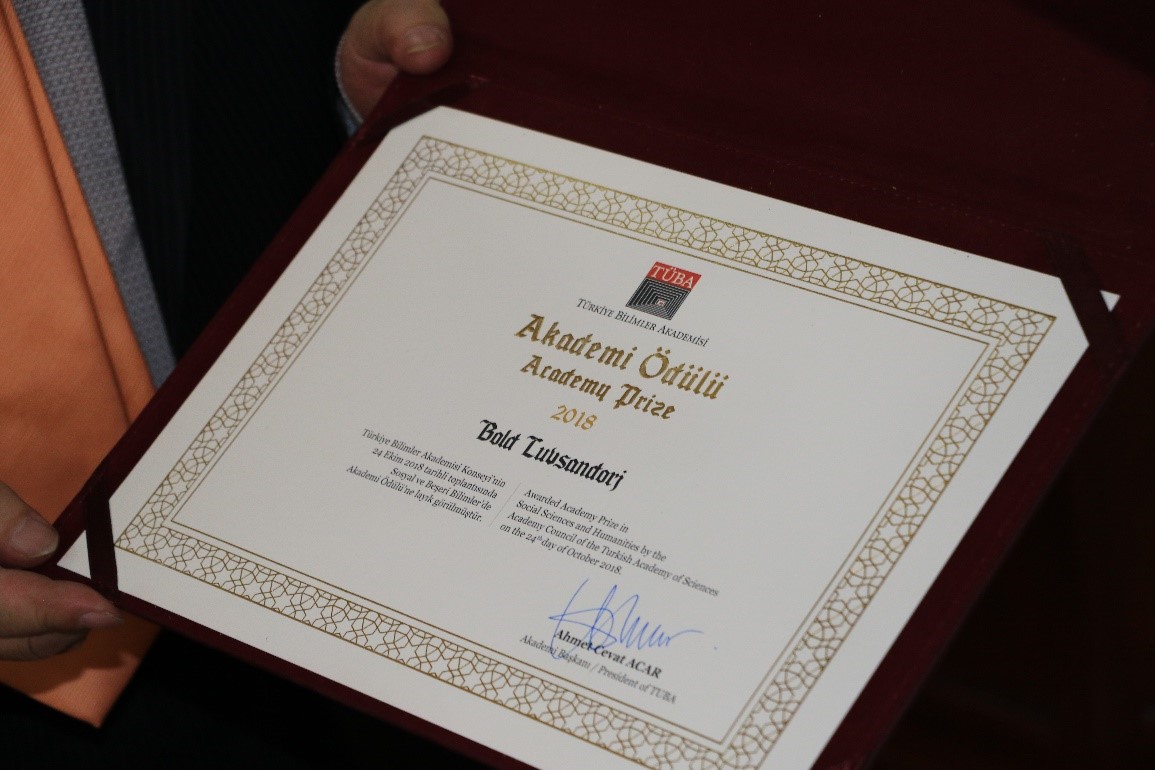 TÜBA
TÜRKİYE BİLİMLER AKADEMİSİ
Akademi Ödülü
Academy Prize
2018
Bold Luvsandorj
Türkiye Bilimler Akademisi Konseyi'nin
24 Ekim 2018 tarihli toplantısında
Sosyal ve Beşeri Bilimler'de
Akademi Ödülü'ne layık görülmüştür.
Awarded Academy Prize in
Social Sciences and Humanities by the
Academy Council of the Turkish Academy of Sciences
on the 24th day of October 2018.
Ahmet Cevat ACAR
Akademi Başkanı / President of TÜBA